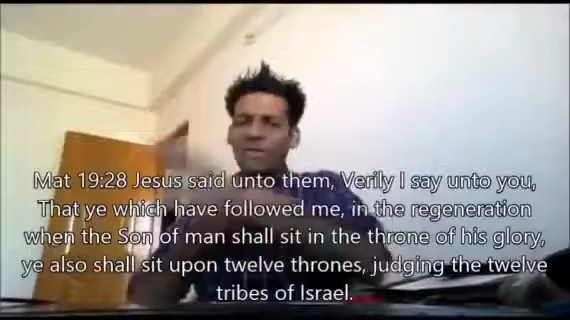 Mat 19:28 Jesus said unto them, Verily I say unto you,
That ye which have followed me, in the regeneration
when the Son of man shall sit in the throne of his glory,
ye also shall sit upon twelve thrones, judging the twelve
tribes of Israel.